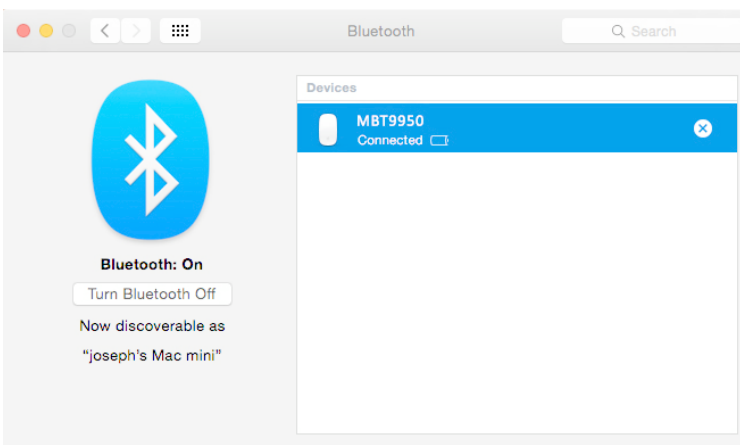 Bluetooth
Search
Bluetooth: On
Turn Bluetooth Off
Now discoverable as
“joseph's Mac mini”
Devices
MBT9950
Connected